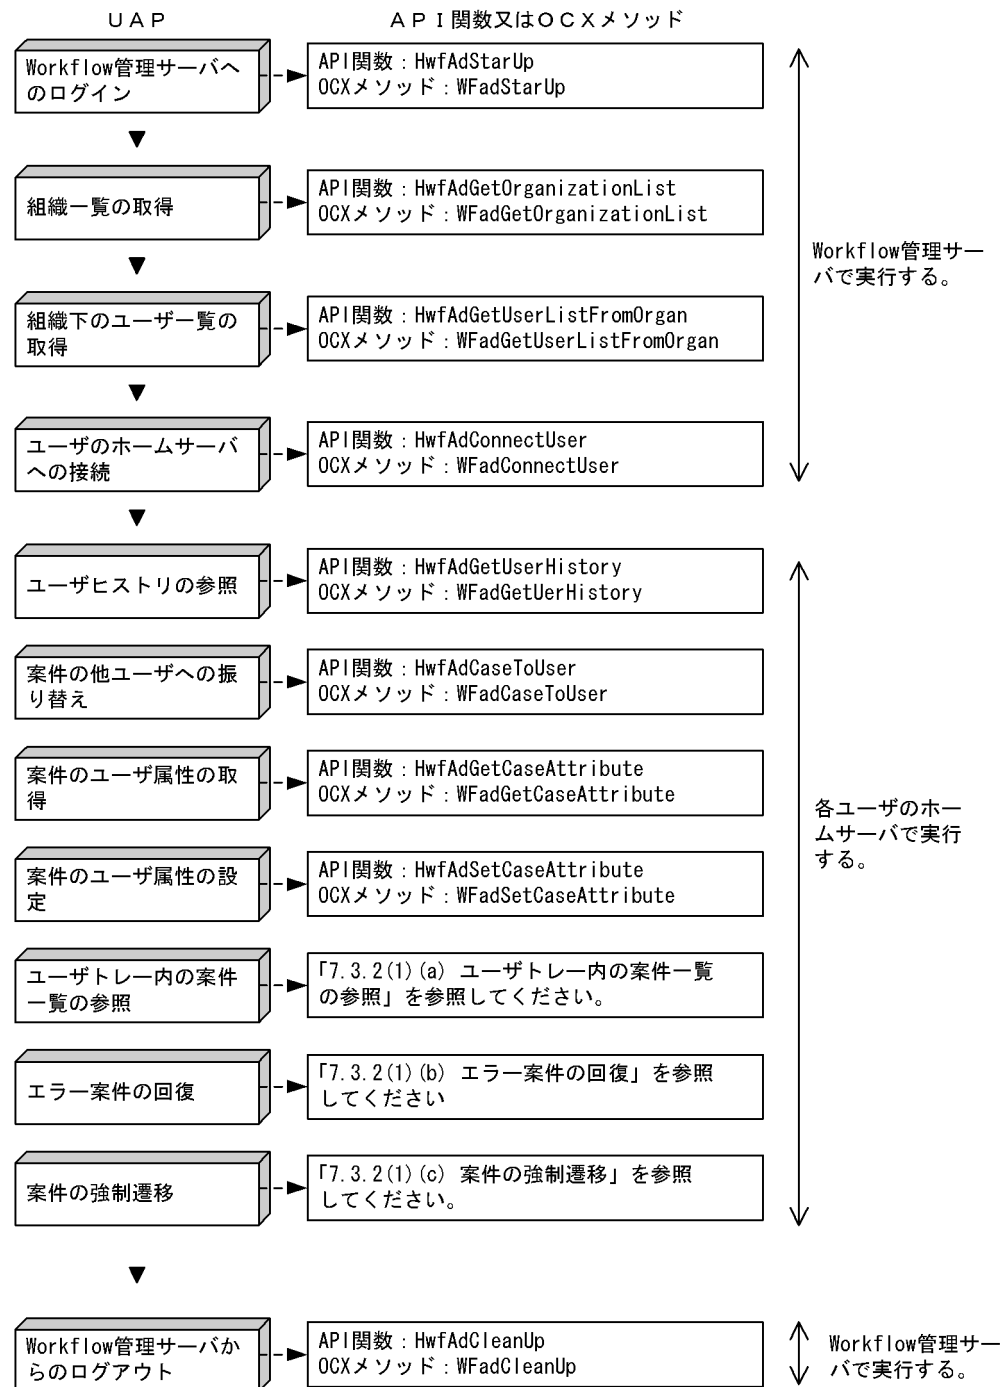 ＵＡＰ
ＡＰＩ関数又はＯＣＸメソッド
Workflow管理サーバへ
のログイン
API関数：HwfAdStarUp
OCXメソッド：WFadStarUp
組織一覧の取得
API関数：HwfAdGetOrganizationList
OCXメソッド：WFadGetOrganizationList
Workflow管理サー
バで実行する。
組織下のユーザ一覧の
取得
API関数：HwfAdGetUserListFromOrgan
OCXメソッド：WFadGetUserListFromOrgan
ユーザのホームサーバ
への接続
API関数：HwfAdConnectUser
OCXメソッド：WFadConnectUser
ユーザヒストリの参照
API関数：HwfAdGetUserHistory
OCXメソッド：WFadGetUerHistory
案件の他ユーザへの振
り替え
API関数：HwfAdCaseToUser
OCXメソッド：WFadCaseToUser
案件のユーザ属性の取
得
API関数：HwfAdGetCaseAttribute
OCXメソッド：WFadGetCaseAttribute
各ユーザのホー
ムサーバで実行
する。
案件のユーザ属性の設
定
API関数：HwfAdSetCaseAttribute
OCXメソッド：WFadSetCaseAttribute
ユーザトレー内の案件
一覧の参照
「7.3.2(1)(a) ユーザトレー内の案件一覧
の参照」を参照してください。
エラー案件の回復
「7.3.2(1)(b) エラー案件の回復」を参照
してください
案件の強制遷移
「7.3.2(1)(c) 案件の強制遷移」を参照
してください。
Workflow管理サーバか
らのログアウト
API関数：HwfAdCleanUp
OCXメソッド：WFadCleanUp
Workflow管理サー
バで実行する。